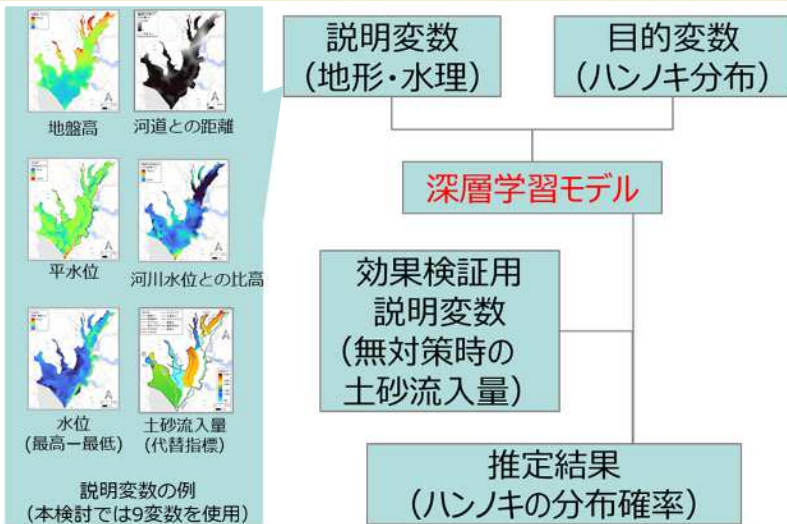 地盤高
河道との距離
平水位
河川水位との比高
水位
(最高ー最低)
土砂流入量
(代替指標)
説明変数の例
(本検討では9変数を使用)
説明変数
(地形・水理)
目的変数
(ハンノキ分布)
深層学習モデル
効果検証用
説明変数
(無対策時の
土砂流入量)
推定結果
(ハンノキの分布確率)